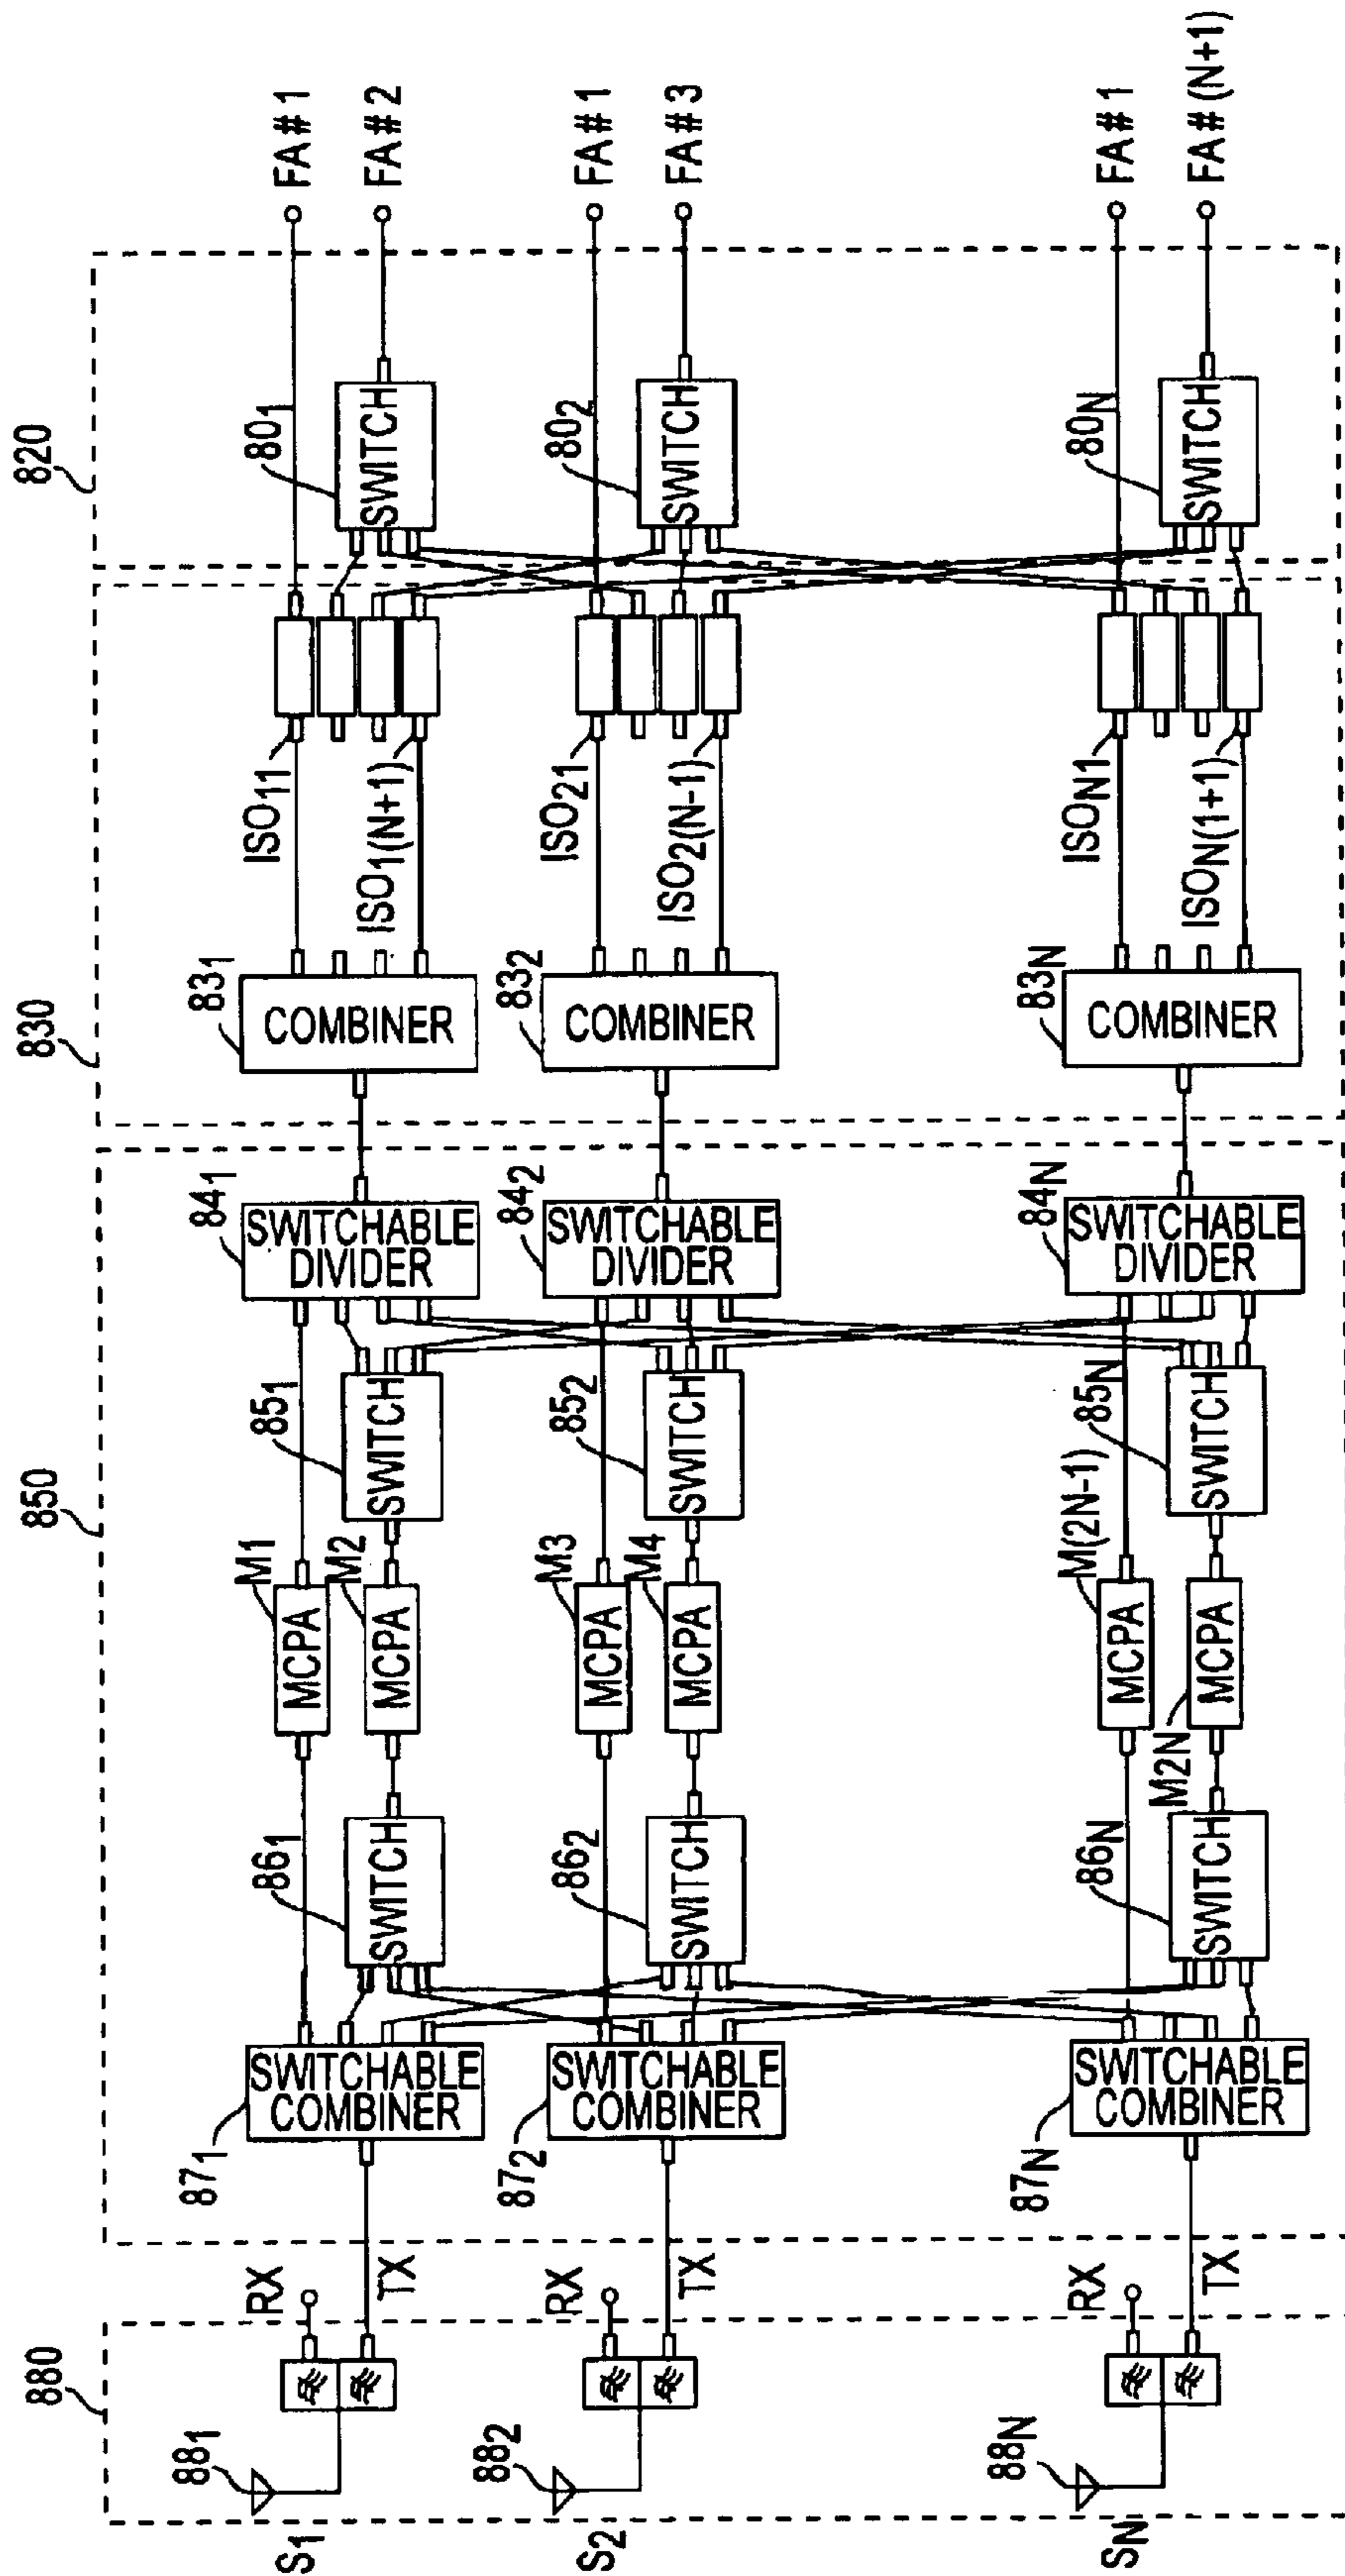 880
850
830
820
S1
881
RX
TX
871
SWITCHABLE
COMBINER
861
SWITCH
MCPA
M1
MCPA
M2
851
SWITCH
841
SWITCHABLE
DIVIDER
831
COMBINER
ISO11
ISO1(N+1)
801
SWITCH
FA#1
FA#2
S2
882
RX
TX
872
SWITCHABLE
COMBINER
862
SWITCH
MCPA
M3
MCPA
M4
852
SWITCH
842
SWITCHABLE
DIVIDER
832
COMBINER
ISO21
ISO2(N-1)
802
SWITCH
FA#1
FA#3
SN
88N
RX
TX
87N
SWITCHABLE
COMBINER
86N
SWITCH
MCPA
M(2N-1)
MCPA
M2N
85N
SWITCH
84N
SWITCHABLE
DIVIDER
83N
COMBINER
ISON1
ISON(1+1)
80N
SWITCH
FA#1
FA#(N+1)